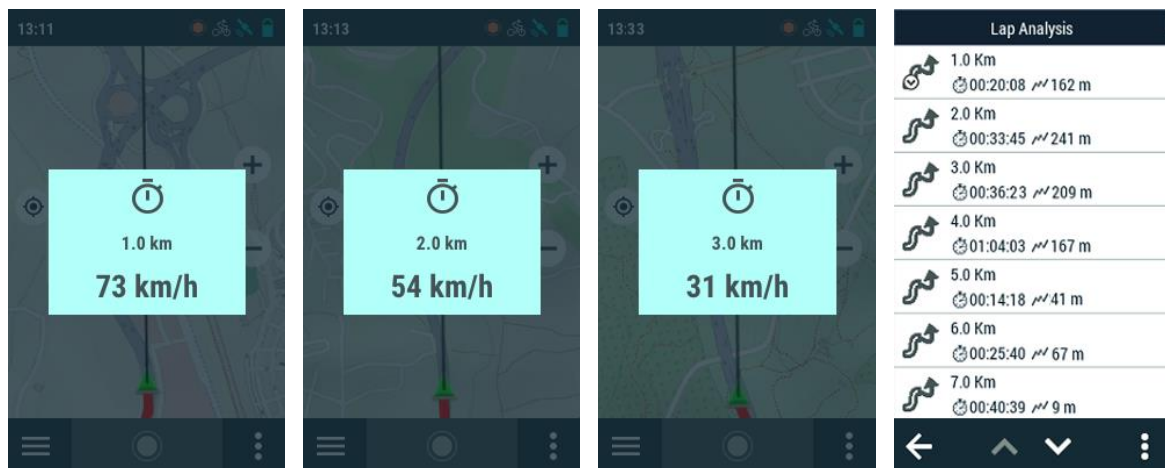 13:11
1.0 km
73 km/h
13:13
2.0 km
54 km/h
13:33
3.0 km
31 km/h
Lap Analysis
1.0 Km
00:20:08 162 m
2.0 Km
00:33:45 241 m
3.0 Km
00:36:23 209 m
4.0 Km
01:04:03 167 m
5.0 Km
00:14:18 41 m
6.0 Km
00:25:40 67 m
7.0 Km
00:40:39 9 m